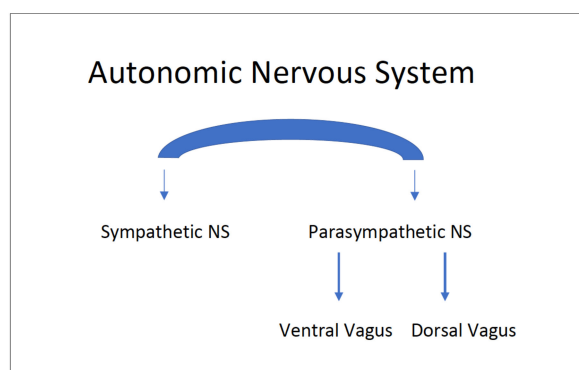 Autonomic Nervous System
Sympathetic NS
Parasympathetic NS
Ventral Vagus
Dorsal Vagus